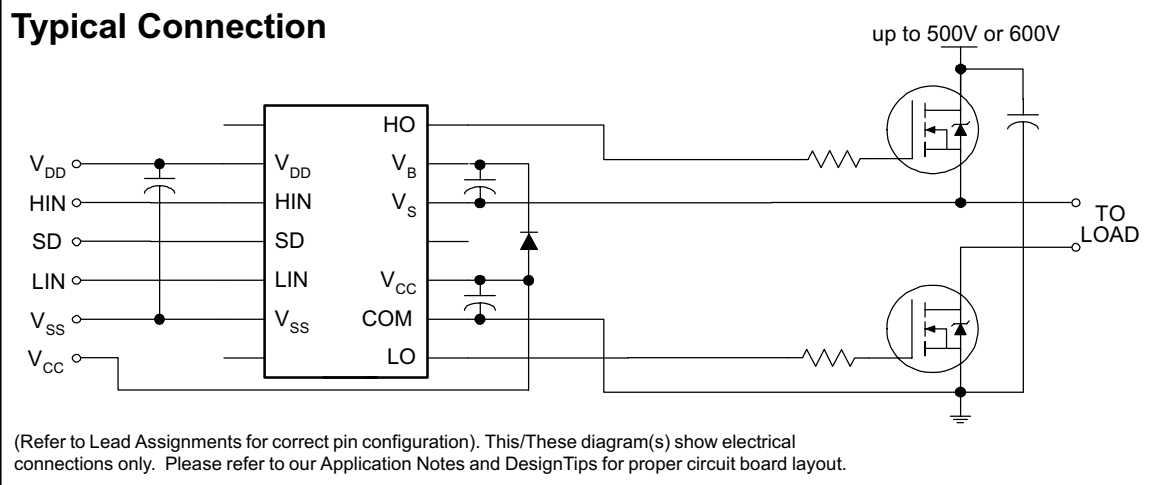 Typical Connection
up to 500V or 600V
HO
VDD
VDD
VB
HIN
HIN
VS
TO
LOAD
SD
SD
LIN
LIN
VCC
VSS
VSS
COM
VCC
LO
(Refer to Lead Assignments for correct pin configuration). This/These diagram(s) show electrical
connections only. Please refer to our Application Notes and DesignTips for proper circuit board layout.